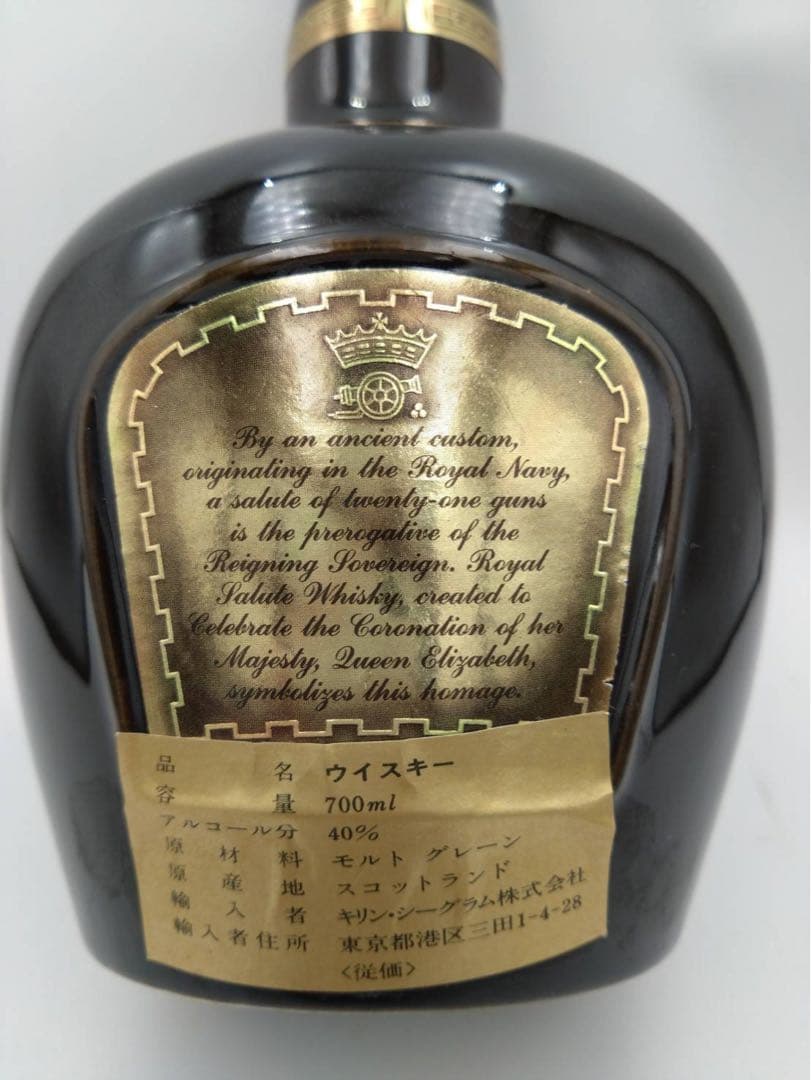 By an ancient custom,
originating in the Royal Navy,
a salute of twenty-one guns
is the prerogative of the
Reigning Sovereign. Royal
Salute Whisky, created to
Celebrate the Coronation of her
Majesty, Queen Elizabeth,
symbolizes this homage.
品名 ウイスキー
容量 700ml
アルコール分 40%
原材料 モルト グレーン
原産地 スコットランド
輸入者 キリン・シーグラム株式会社
輸入者住所 東京都港区三田1-4-28
<従価>